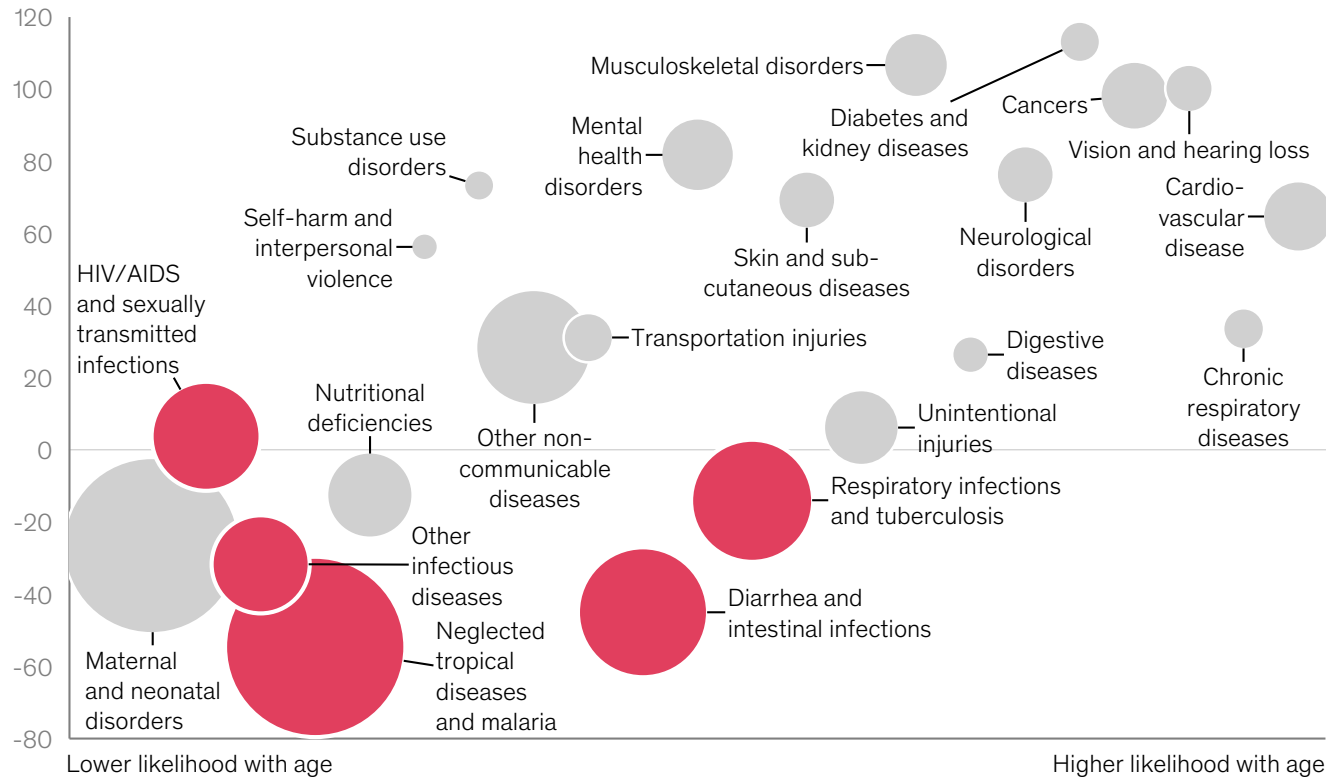 120
100
80
60
40
20
0
-20
-40
-60
-80
Musculoskeletal disorders
Diabetes and
kidney diseases
Cancers
Vision and hearing loss
Substance use
disorders
Mental
health
disorders
Cardio-
vascular
disease
Self-harm and
interpersonal
violence
Skin and sub-
cutaneous diseases
Neurological
disorders
HIV/AIDS
and sexually
transmitted
infections
Transportation injuries
Digestive
diseases
Chronic
respiratory
diseases
Nutritional
deficiencies
Other non-
communicable
diseases
Unintentional
injuries
Respiratory infections
and tuberculosis
Other
infectious
diseases
Diarrhea and
intestinal infections
Neglected
tropical
diseases
and malaria
Maternal
and neonatal
disorders
Lower likelihood with age
Higher likelihood with age